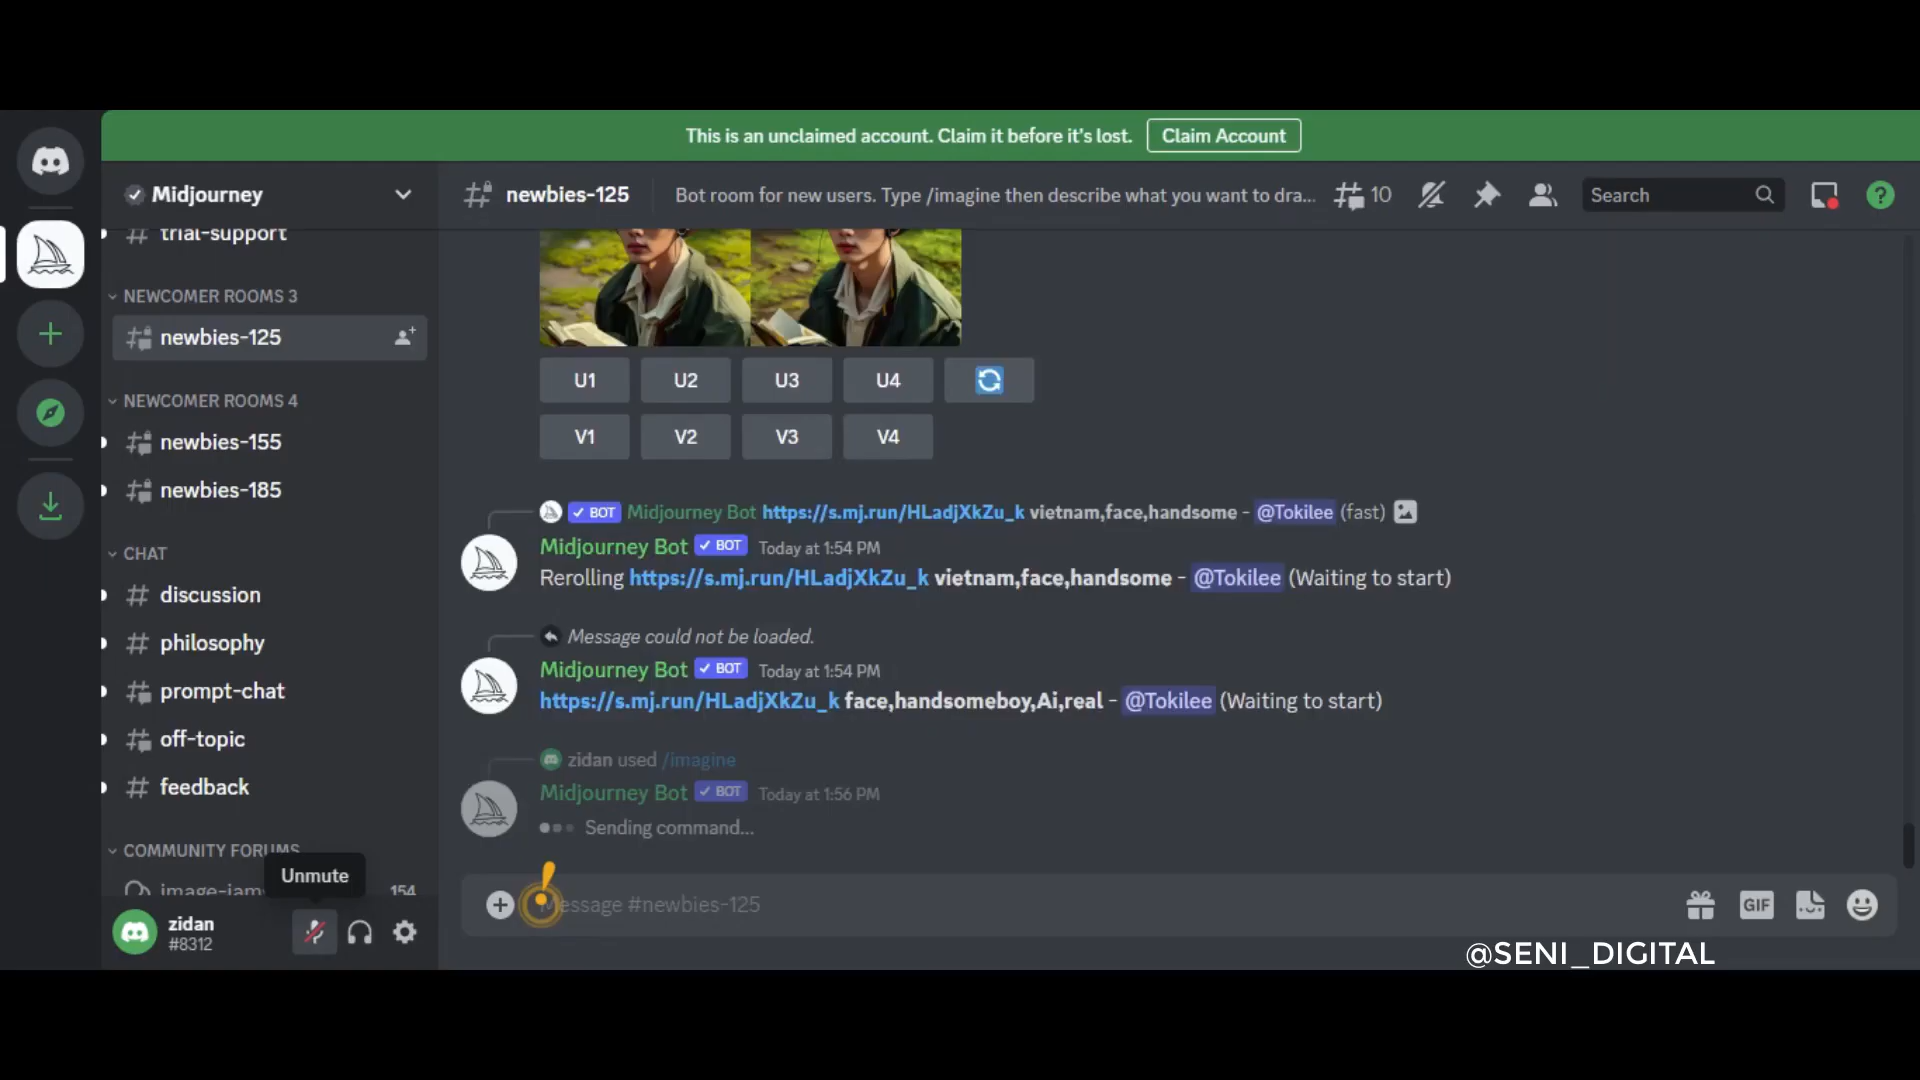 This is an unclaimed account. Claim it before it's lost.
Claim Account
Midjourney
trial-support
NEWCOMER ROOMS 3
newbies-125
NEWCOMER ROOMS 4
newbies-155
newbies-185
CHAT
discussion
philosophy
prompt-chat
off-topic
feedback
COMMUNITY FORUMS
154
Unmute
zidan
#8312
newbies-125
Bot room for new users. Type /imagine then describe what you want to dra...
10
Search
U1 U2 U3 U4
V1 V2 V3 V4
BOT Midjourney Bot https://s.mj.run/HLadjXkZu_k vietnam,face,handsome - @Tokilee (fast)
Midjourney Bot BOT Today at 1:54 PM
Rerolling https://s.mj.run/HLadjXkZu_k vietnam,face,handsome - @Tokilee (Waiting to start)
Message could not be loaded.
Midjourney Bot BOT Today at 1:54 PM
https://s.mj.run/HLadjXkZu_k face,handsomeboy,Ai,real - @Tokilee (Waiting to start)
zidan used /imagine
Midjourney Bot BOT Today at 1:56 PM
Sending command...
Message #newbies-125
GIF
@SENI_DIGITAL